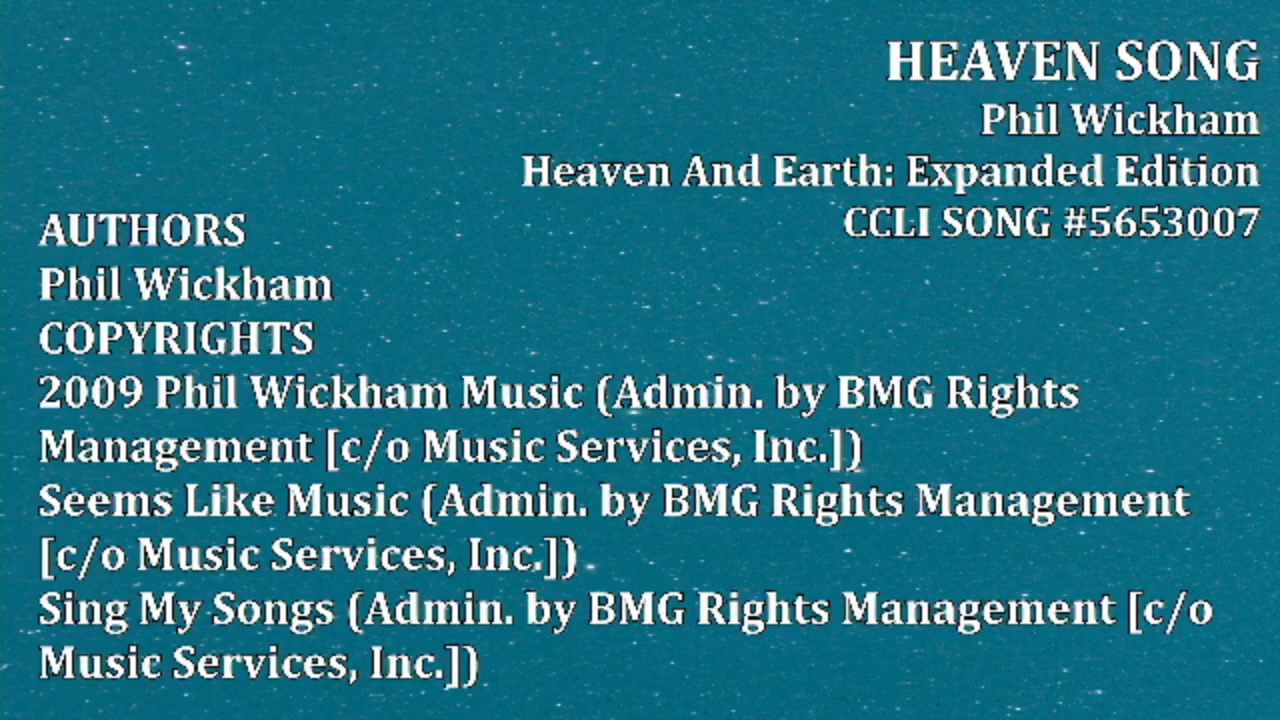 HEAVEN SONG
Phil Wickham
Heaven And Earth: Expanded Edition
CCLI SONG #5653007
AUTHORS
Phil Wickham
COPYRIGHTS
2009 Phil Wickham Music (Admin. by BMG Rights
Management [c/o Music Services, Inc.])
Seems Like Music (Admin. by BMG Rights Management
[c/o Music Services, Inc.])
Sing My Songs (Admin. by BMG Rights Management [c/o
Music Services, Inc.])